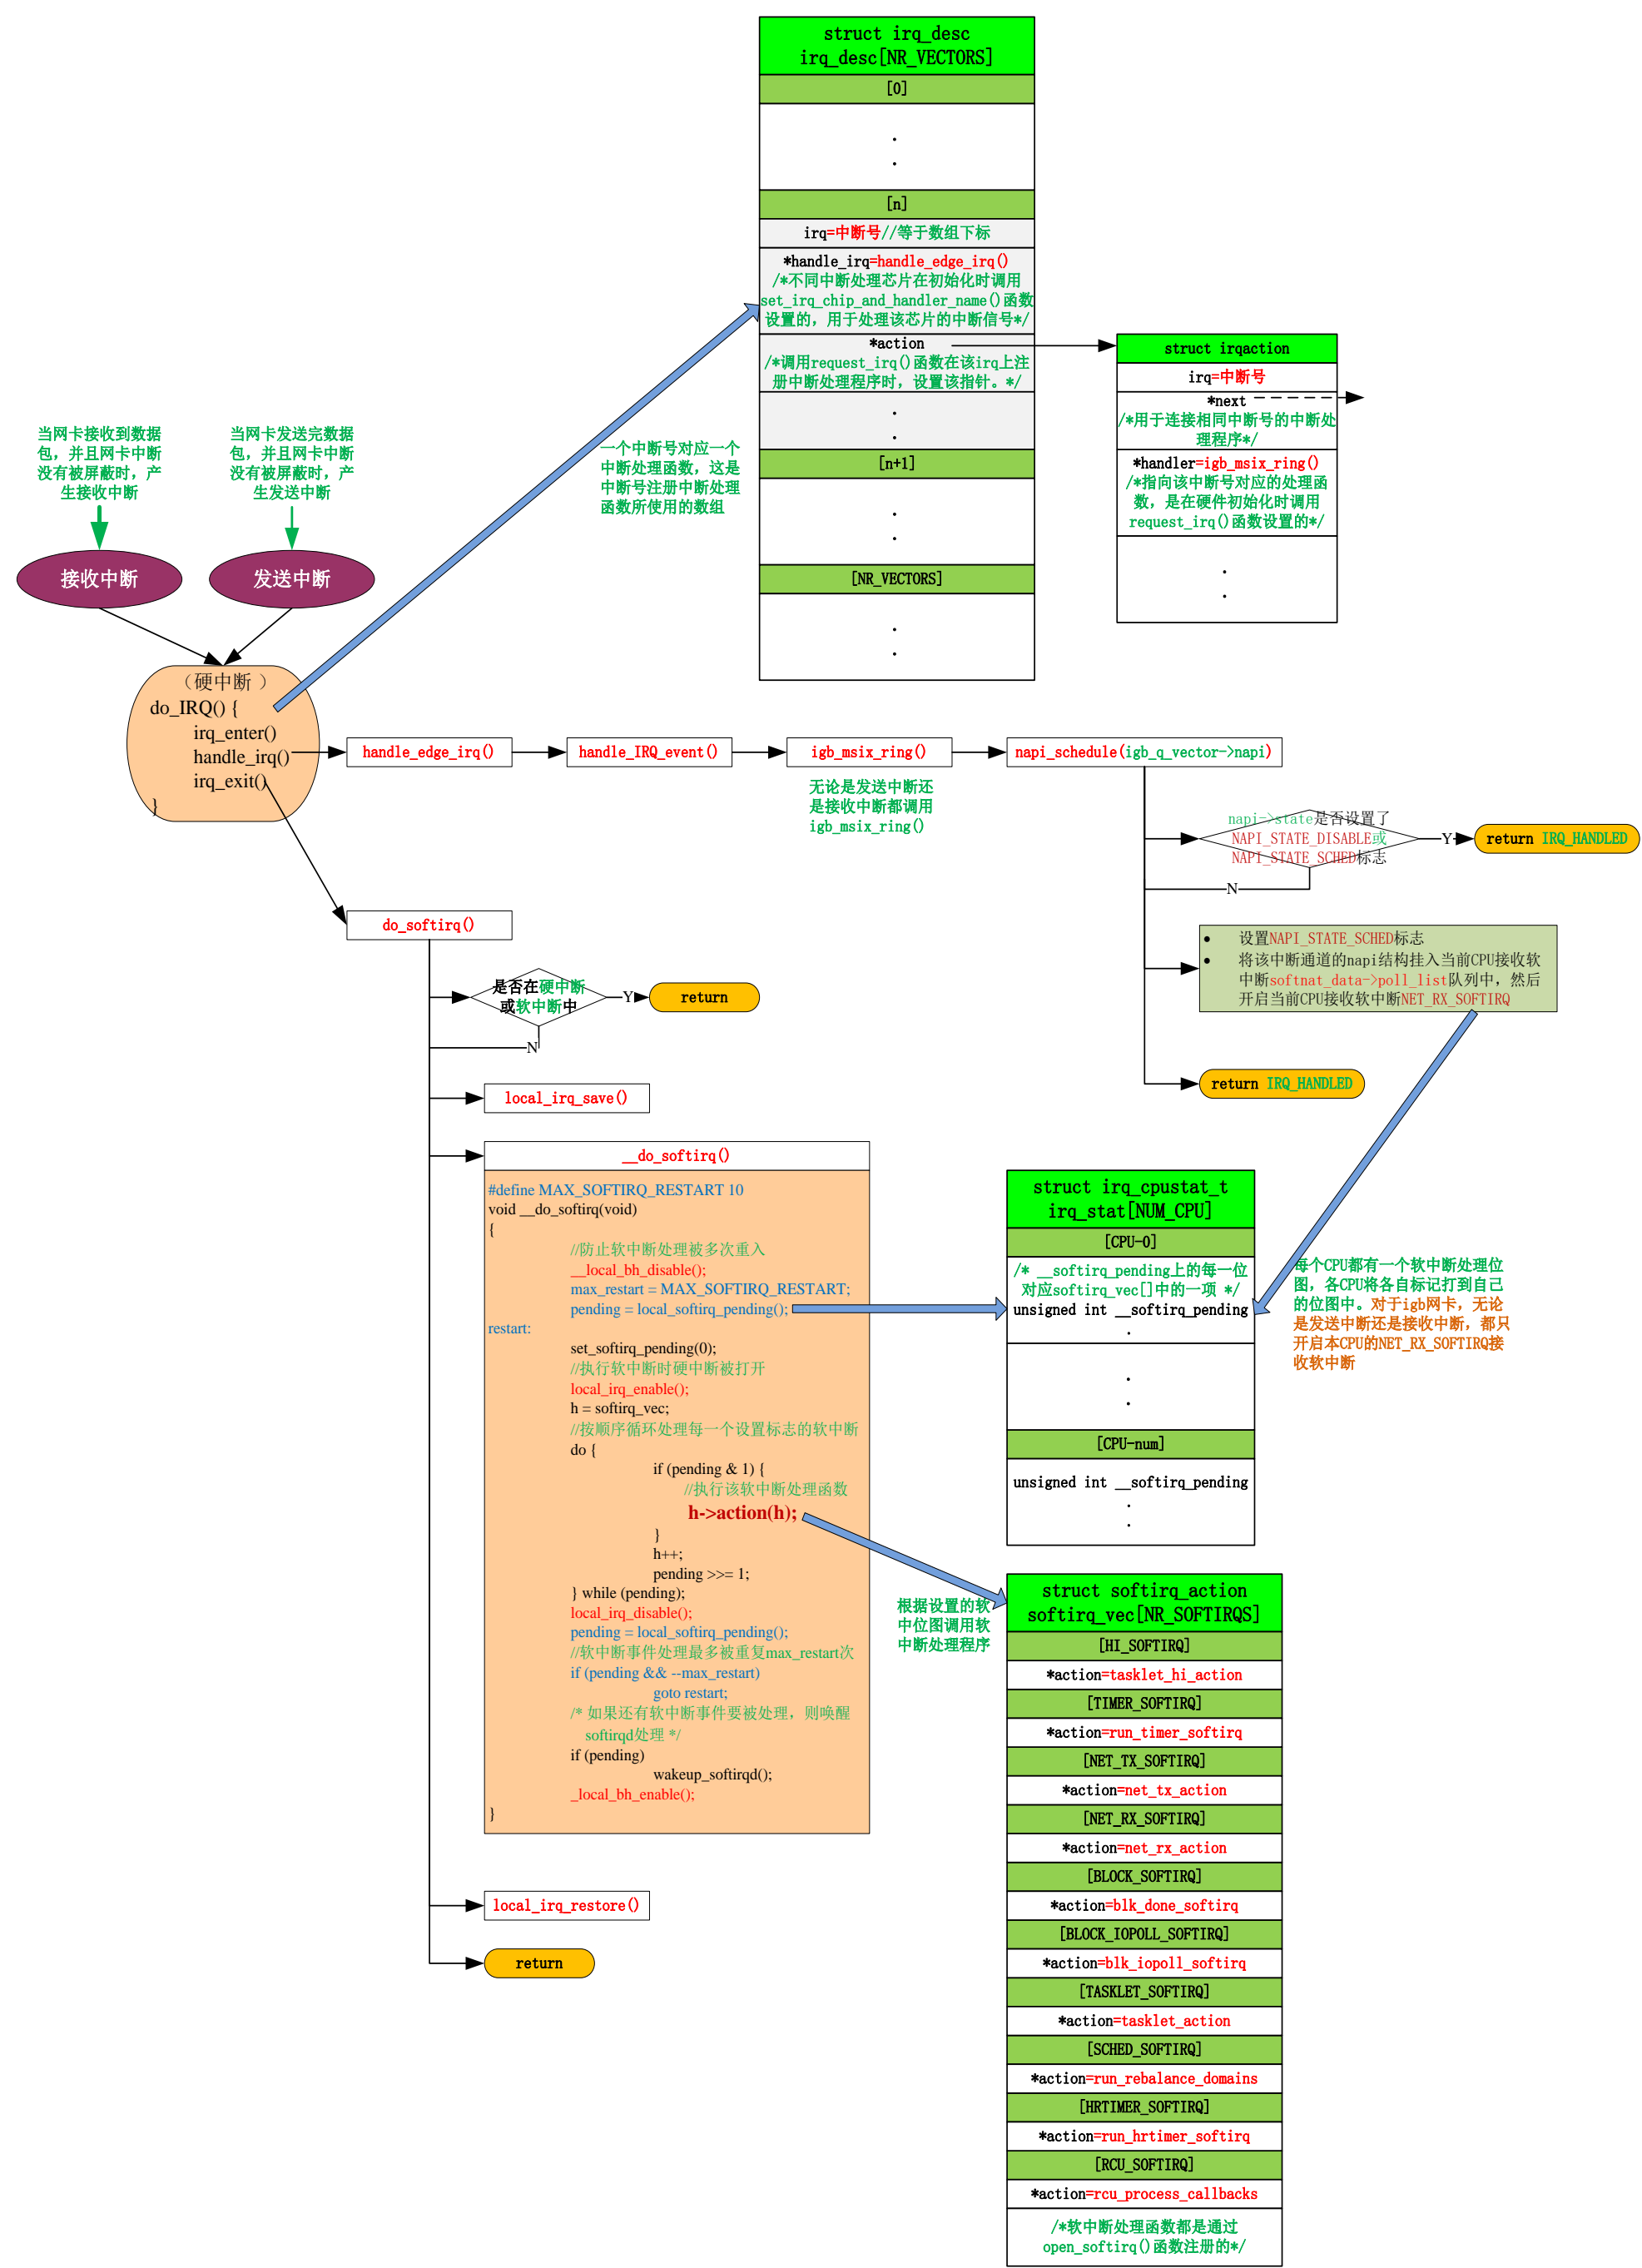 struct irq_desc
irq_desc[NR_VECTORS]
[0]
.
.
[n]
irq=中断号//等于数组下标
*handle_irq=handle_edge_irq()
/*不同中断处理芯片在初始化时调用
set_irq_chip_and_handler_name()函数
设置的，用于处理该芯片的中断信号*/
*action
/*调用request_irq()函数在该irq上注
册中断处理程序时，设置该指针。*/
.
.
[n+1]
.
.
[NR_VECTORS]
.
.
struct irqaction
irq=中断号
*next
/*用于连接相同中断号的中断处
理程序*/
*handler=igb_msix_ring()
/*指向该中断号对应的处理函
数，是在硬件初始化时调用
request_irq()函数设置的*/
.
.
当网卡接收到数据
包，并且网卡中断
没有被屏蔽时，产
生接收中断
当网卡发送完数据
包，并且网卡中断
没有被屏蔽时，产
生发送中断
一个中断号对应一个
中断处理函数，这是
中断号注册中断处理
函数所使用的数组
接收中断
发送中断
（硬中断 ）
do_IRQ() {
irq_enter()
handle_irq()
irq_exit()
}
handle_edge_irq()
handle_IRQ_event()
igb_msix_ring()
napi_schedule(igb_q_vector->napi)
无论是发送中断还
是接收中断都调用
igb_msix_ring()
napi->state是否设置了
NAPI_STATE_DISABLE或
NAPI_STATE_SCHED标志
Y
return IRQ_HANDLED
N
• 设置NAPI_STATE_SCHED标志
• 将该中断通道的napi结构挂入当前CPU接收软
中断softnat_data->poll_list队列中，然后
开启当前CPU接收软中断NET_RX_SOFTIRQ
return IRQ_HANDLED
do_softirq()
是否在硬中断
或软中断中
Y
return
N
local_irq_save()
__do_softirq()
#define MAX_SOFTIRQ_RESTART 10
void __do_softirq(void)
{
//防止软中断处理被多次重入
__local_bh_disable();
max_restart = MAX_SOFTIRQ_RESTART;
pending = local_softirq_pending();
restart:
set_softirq_pending(0);
//执行软中断时硬中断被打开
local_irq_enable();
h = softirq_vec;
//按顺序循环处理每一个设置标志的软中断
do {
if (pending & 1) {
//执行该软中断处理函数
h->action(h);
}
h++;
pending >>= 1;
} while (pending);
local_irq_disable();
pending = local_softirq_pending();
//软中断事件处理最多被重复max_restart次
if (pending && --max_restart)
goto restart;
/* 如果还有软中断事件要被处理，则唤醒
softirqd处理 */
if (pending)
wakeup_softirqd();
_local_bh_enable();
}
local_irq_restore()
return
struct irq_cpustat_t
irq_stat[NUM_CPU]
[CPU-0]
/* __softirq_pending上的每一位
对应softirq_vec[]中的一项 */
unsigned int __softirq_pending
.
.
.
[CPU-num]
unsigned int __softirq_pending
.
.
每个CPU都有一个软中断处理位
图，各CPU将各自标记打到自己
的位图中。对于igb网卡，无论
是发送中断还是接收中断，都只
开启本CPU的NET_RX_SOFTIRQ接
收软中断
根据设置的软
中位图调用软
中断处理程序
struct softirq_action
softirq_vec[NR_SOFTIRQS]
[HI_SOFTIRQ]
*action=tasklet_hi_action
[TIMER_SOFTIRQ]
*action=run_timer_softirq
[NET_TX_SOFTIRQ]
*action=net_tx_action
[NET_RX_SOFTIRQ]
*action=net_rx_action
[BLOCK_SOFTIRQ]
*action=blk_done_softirq
[BLOCK_IOPOLL_SOFTIRQ]
*action=blk_iopoll_softirq
[TASKLET_SOFTIRQ]
*action=tasklet_action
[SCHED_SOFTIRQ]
*action=run_rebalance_domains
[HRTIMER_SOFTIRQ]
*action=run_hrtimer_softirq
[RCU_SOFTIRQ]
*action=rcu_process_callbacks
/*软中断处理函数都是通过
open_softirq()函数注册的*/